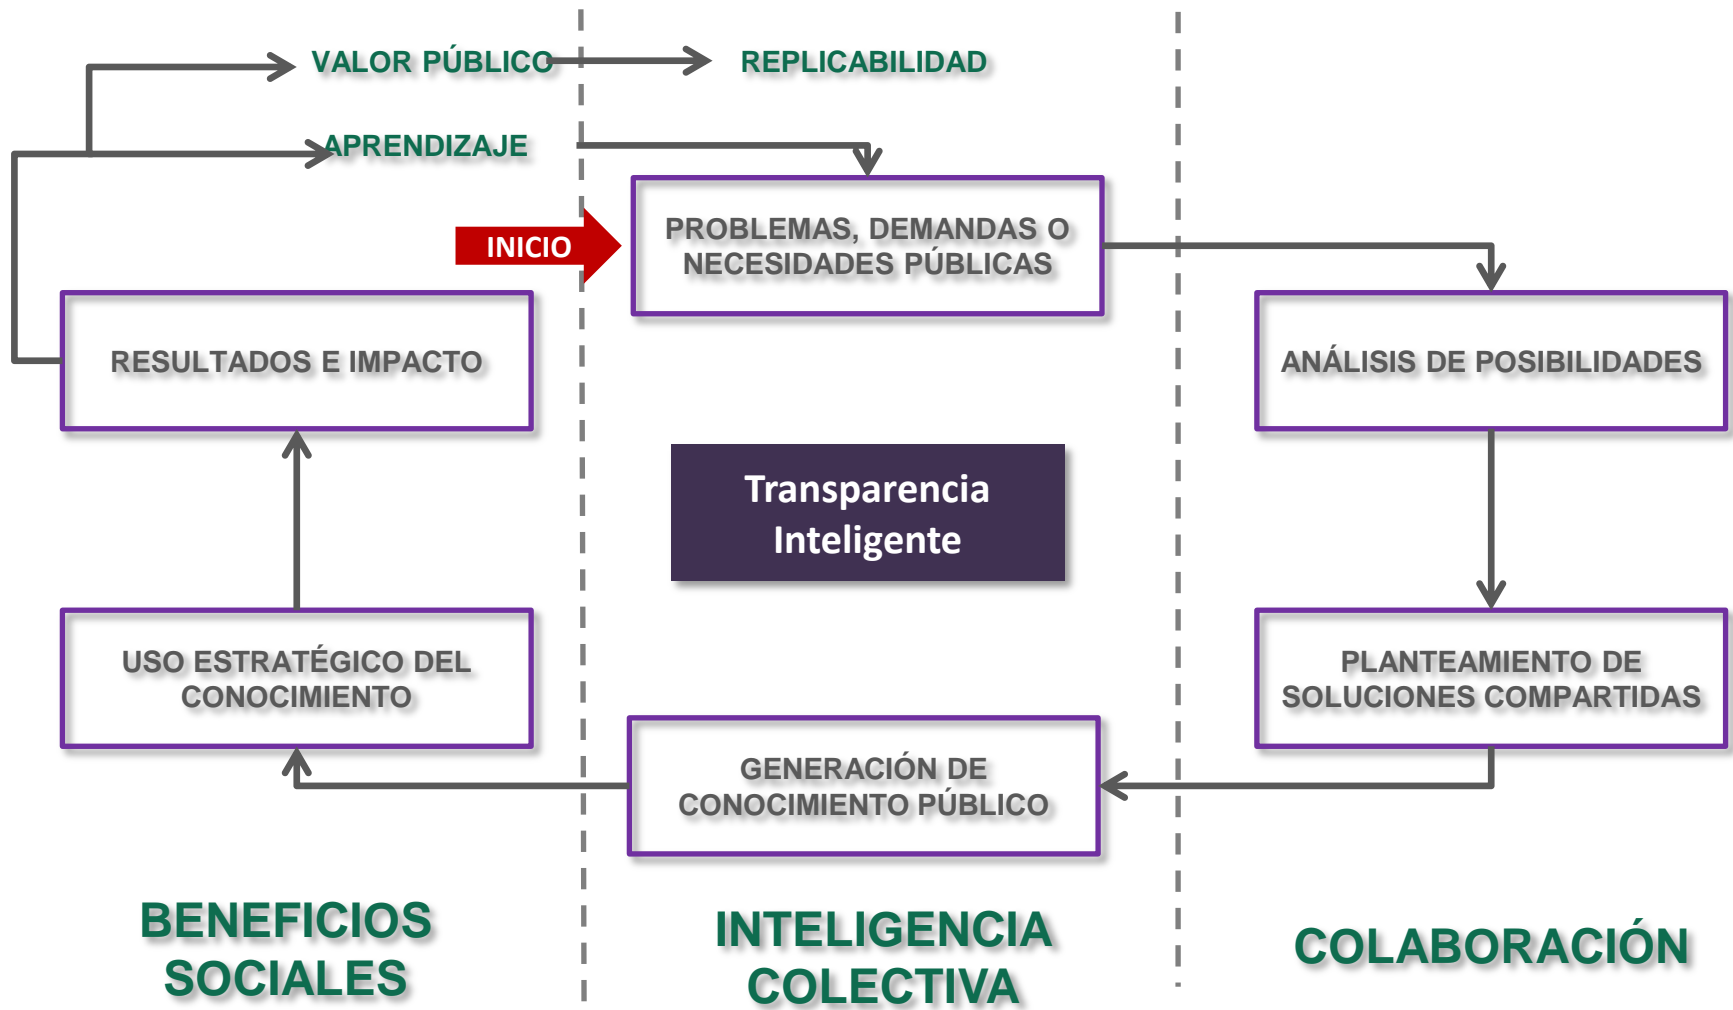 VALOR PÚBLICO
REPLICABILIDAD
APRENDIZAJE
INICIO
PROBLEMAS, DEMANDAS O
NECESIDADES PÚBLICAS
RESULTADOS E IMPACTO
ANÁLISIS DE POSIBILIDADES
Transparencia
Inteligente
USO ESTRATÉGICO DEL
CONOCIMIENTO
PLANTEAMIENTO DE
SOLUCIONES COMPARTIDAS
GENERACIÓN DE
CONOCIMIENTO PÚBLICO
BENEFICIOS
SOCIALES
INTELIGENCIA
COLECTIVA
COLABORACIÓN